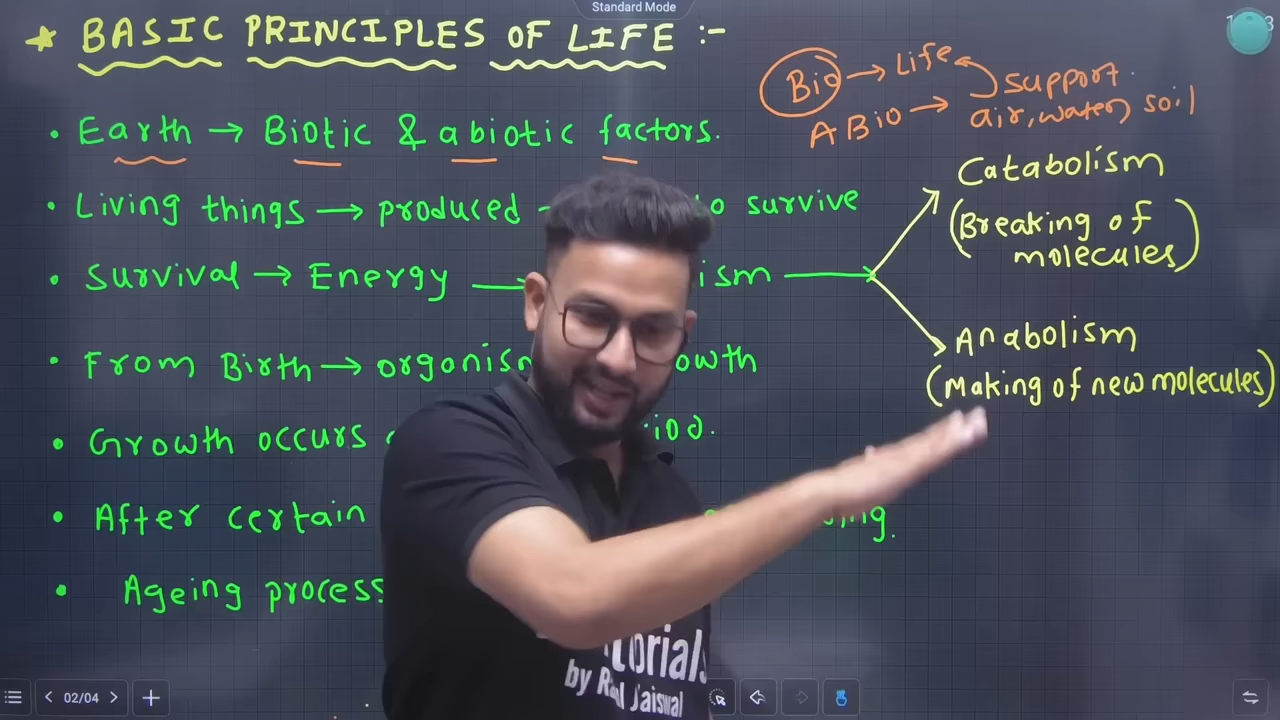 Standard Mode
★ BASIC PRINCIPLES OF LIFE :-
Bio → Life
ABio → support
air, water, soil
• Earth → Biotic & abiotic factors.
• Living things → produced → to survive
• Survival → Energy → ism →
Catabolism
(Breaking of
molecules)
Anabolism
(Making of new molecules)
• From Birth → organism owth
• Growth occurs iod.
• After certain ing.
• Ageing process
torials
by R l Jaiswal
02/04